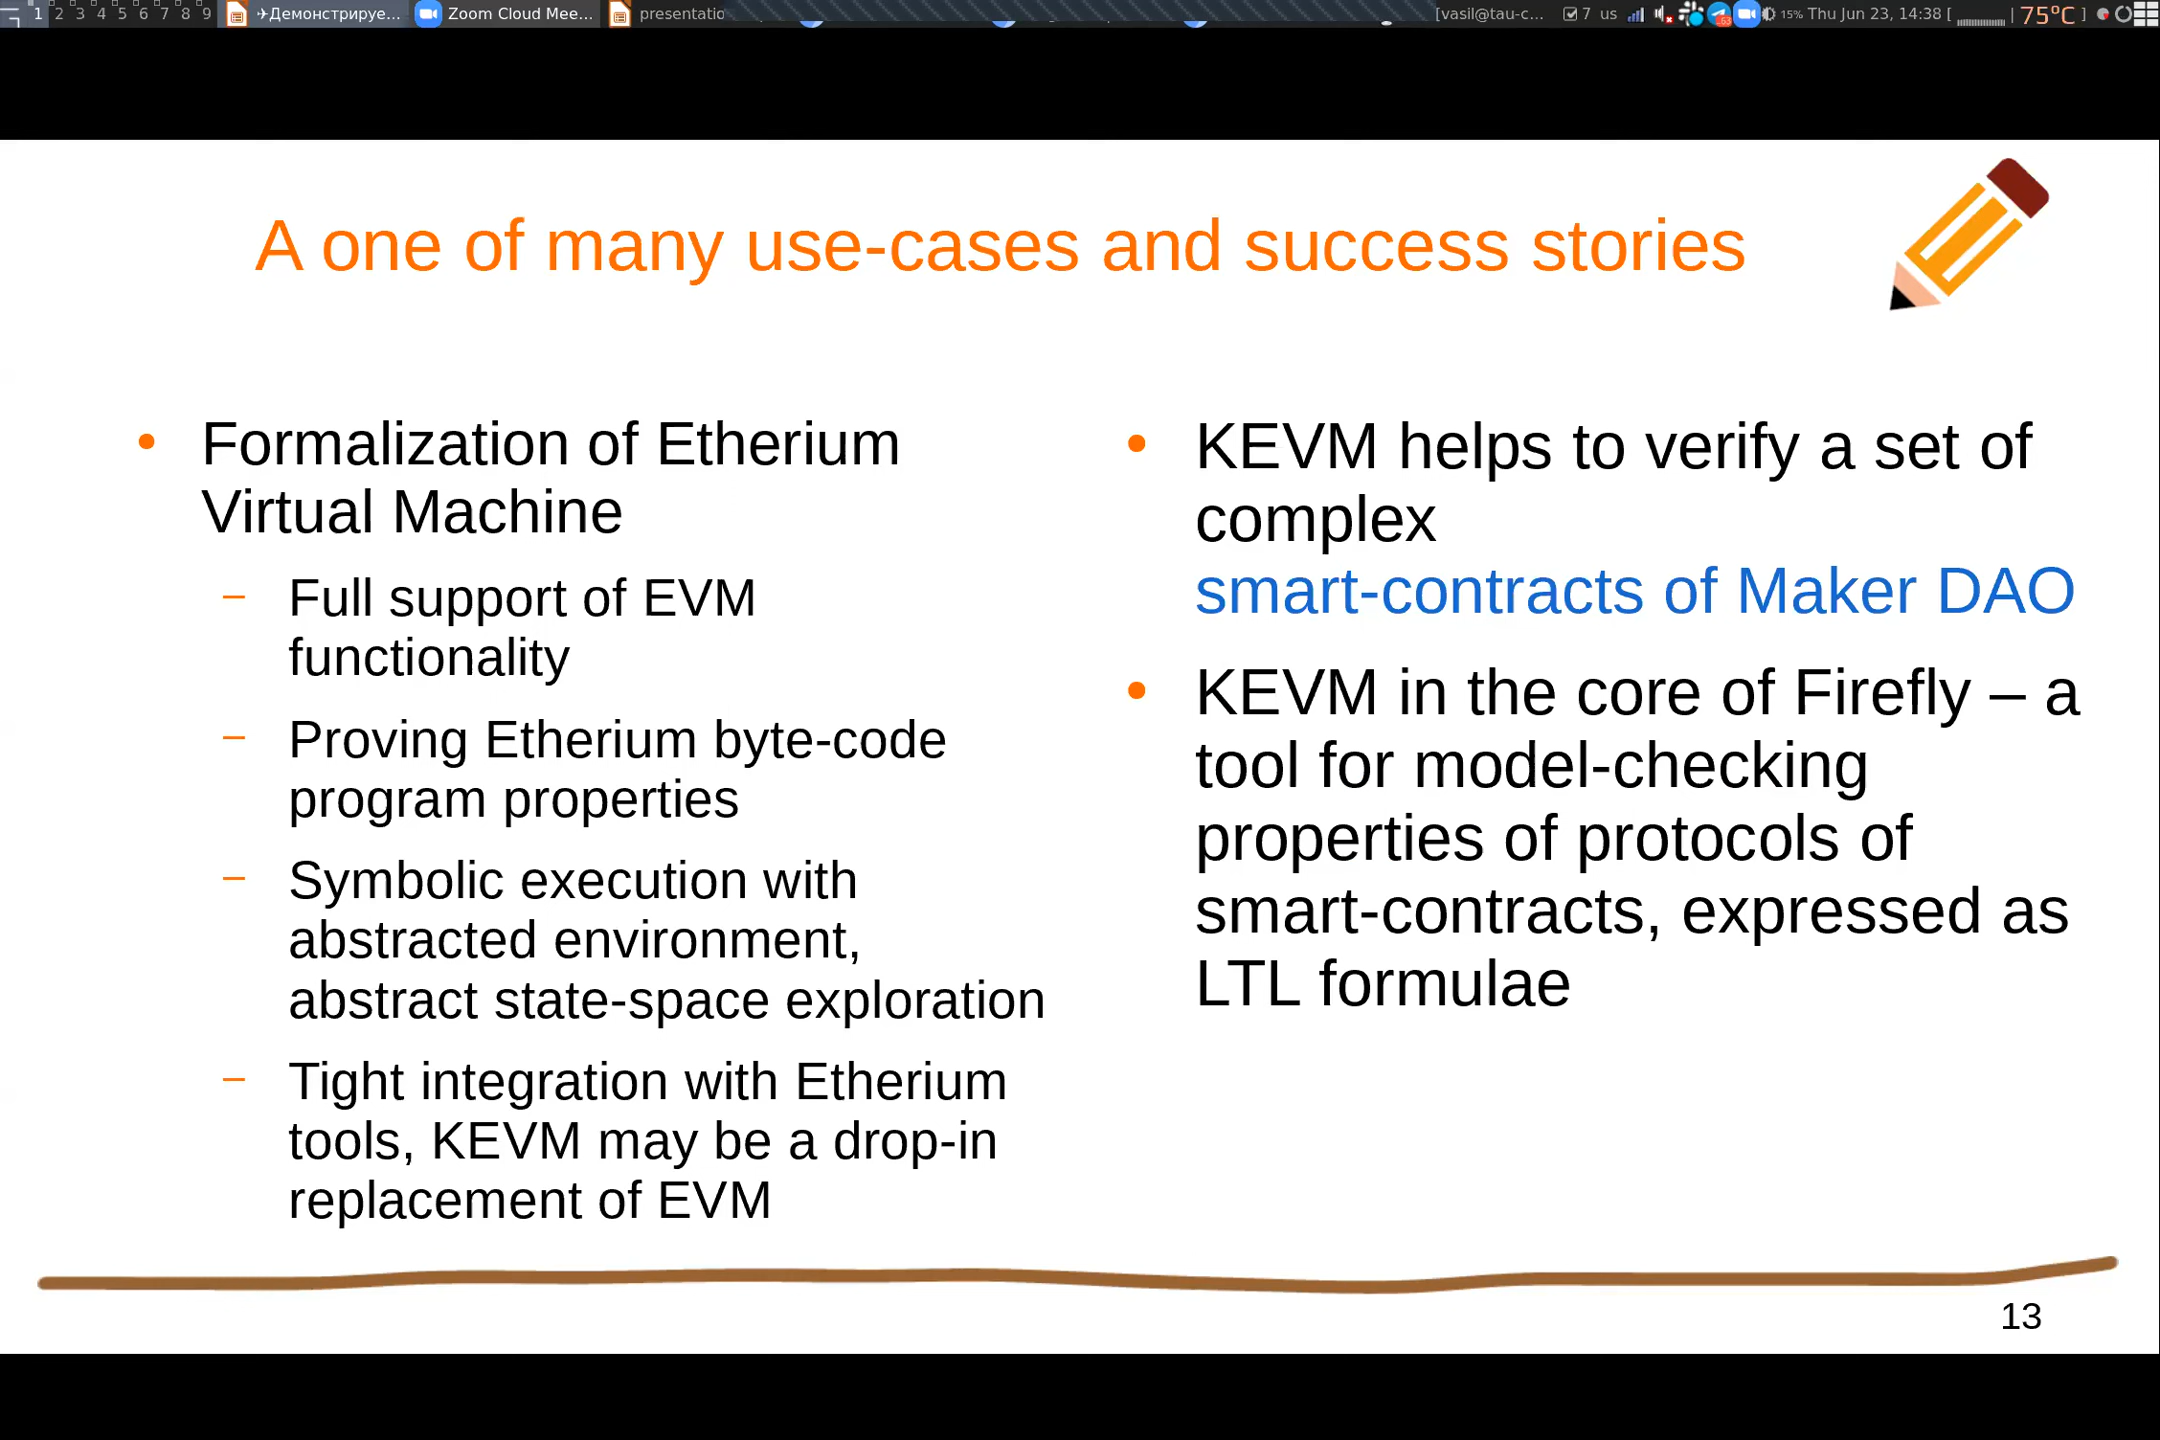 1 2 3 4 5 6 7 8 9 ✈Демонстрируе... Zoom Cloud Mee... presentatio [vasil@tau-c... 7 us 63 15% Thu Jun 23, 14:38 [ | 75°C ]
A one of many use-cases and success stories
• Formalization of Etherium
Virtual Machine
– Full support of EVM
functionality
– Proving Etherium byte-code
program properties
– Symbolic execution with
abstracted environment,
abstract state-space exploration
– Tight integration with Etherium
tools, KEVM may be a drop-in
replacement of EVM
• KEVM helps to verify a set of
complex
smart-contracts of Maker DAO
• KEVM in the core of Firefly – a
tool for model-checking
properties of protocols of
smart-contracts, expressed as
LTL formulae
13